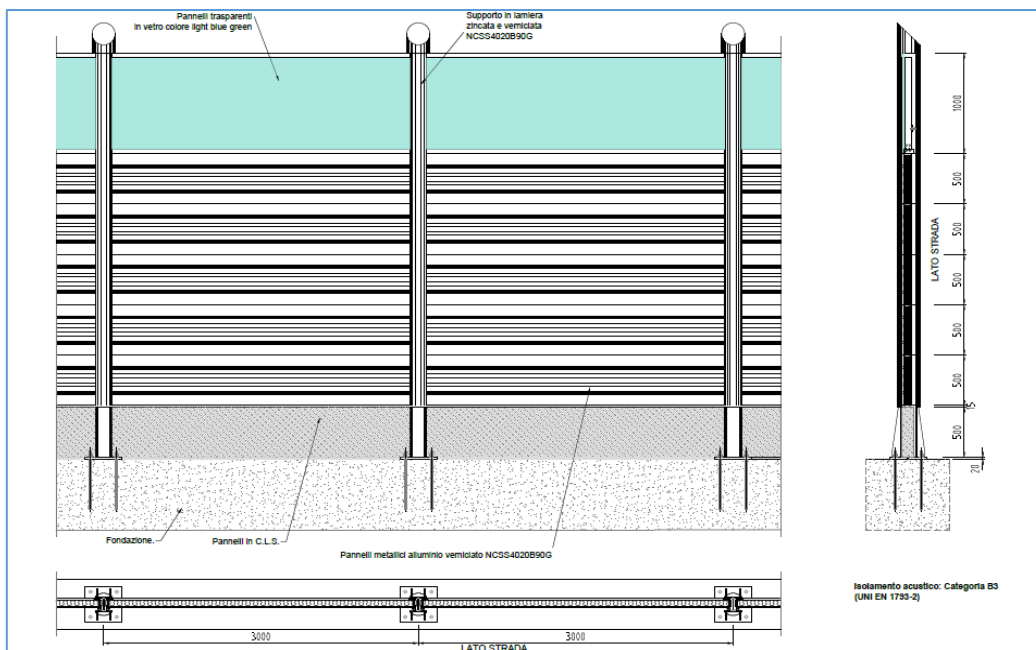 Pannelli trasparenti
in vetro colore light blue green
Supporto in lamiera
zincata e verniciata
NCSS4020B90G
1000
500
500
LATO STRADA
500
500
500
15
500
20
Fondazione.
Pannelli in C.L.S.
Pannelli metallici alluminio verniciato NCSS4020B90G
Isolamento acustico: Categoria B3
(UNI EN 1793-2)
3000
3000
LATO STRADA